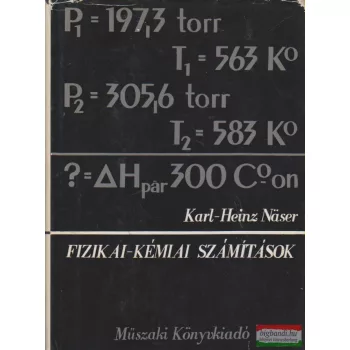 P₁ = 197,3 torr
T₁ = 563 K°
P₂ = 305,6 torr
T₂ = 583 K°
? = ΔHpár 300 C°on
Karl-Heinz Näser
FIZIKAI-KÉMIAI SZÁMÍTÁSOK
Műszaki Könyvkiadó